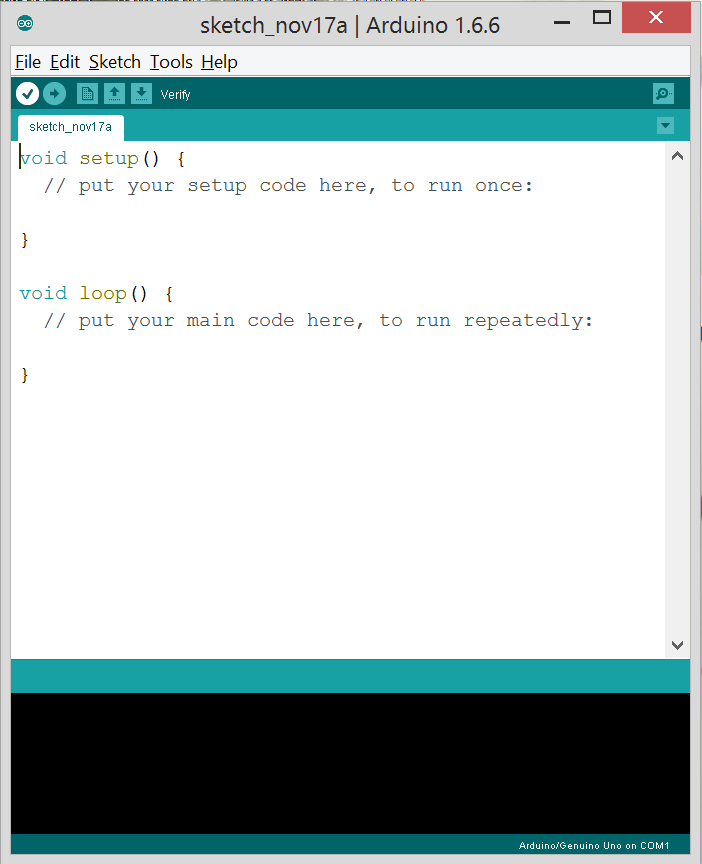 sketch_nov17a | Arduino 1.6.6
File Edit Sketch Tools Help
Verify
sketch_nov17a
void setup() {
  // put your setup code here, to run once:
}
void loop() {
  // put your main code here, to run repeatedly:
}
Arduino/Genuino Uno on COM1